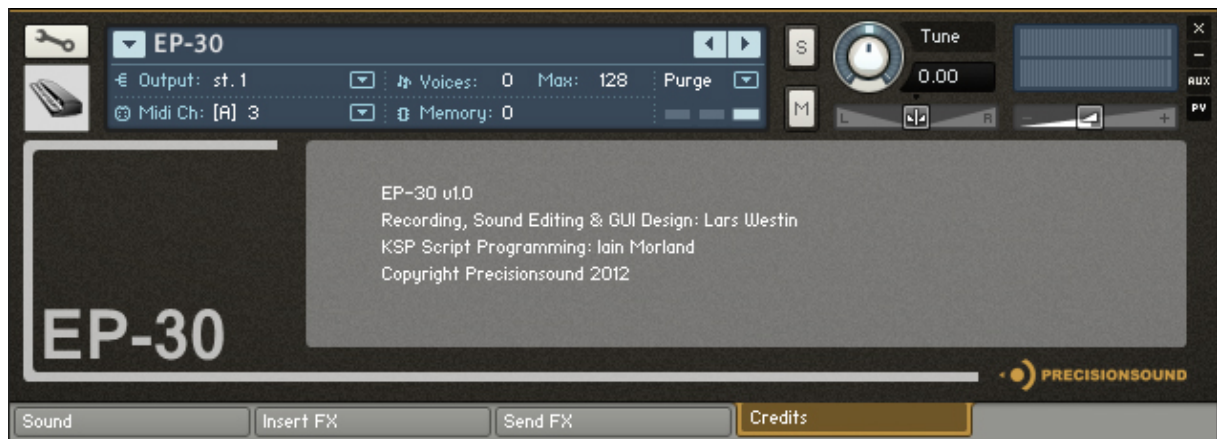 EP-30
S
Tune
X
-
Output: st. 1
Voices: 0 Max: 128
Purge
0.00
AUX
Midi Ch: [A] 3
Memory: 0
M
L
R
- +
PV
EP-30 v1.0
Recording, Sound Editing & GUI Design: Lars Westin
KSP Script Programming: Iain Morland
Copyright Precisionsound 2012
EP-30
PRECISIONSOUND
Sound
Insert FX
Send FX
Credits